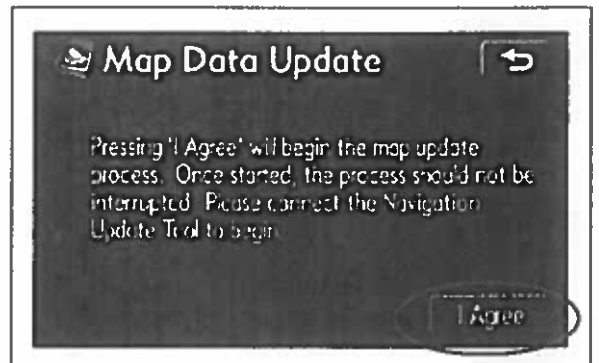 Map Data Update
Pressing 'I Agree' will begin the map update
process. Once started, the process should not be
interrupted. Please connect the Navigation
Update Tool to begin
I Agree